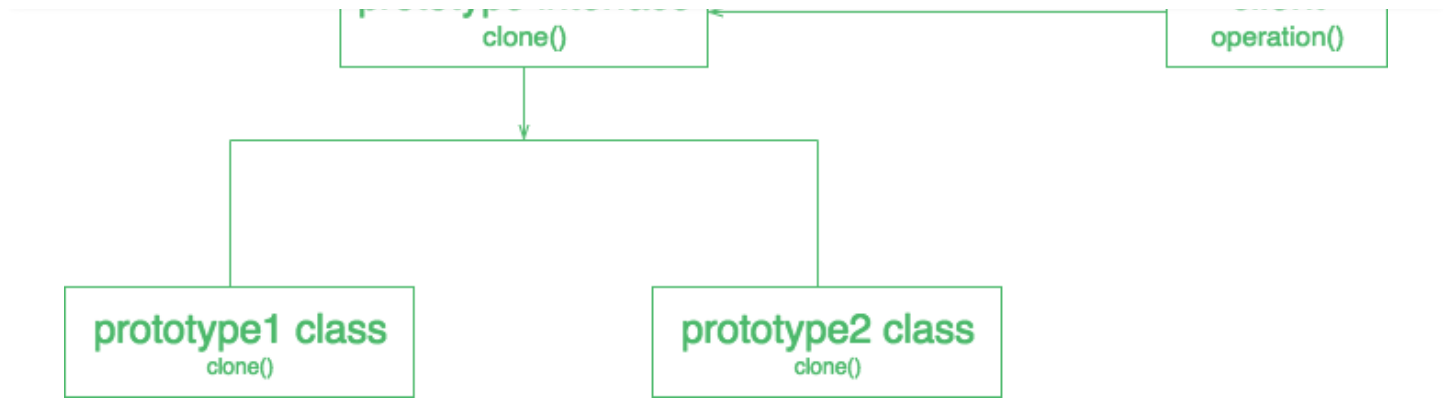 clone()
operation()
prototype1 class
clone()
prototype2 class
clone()